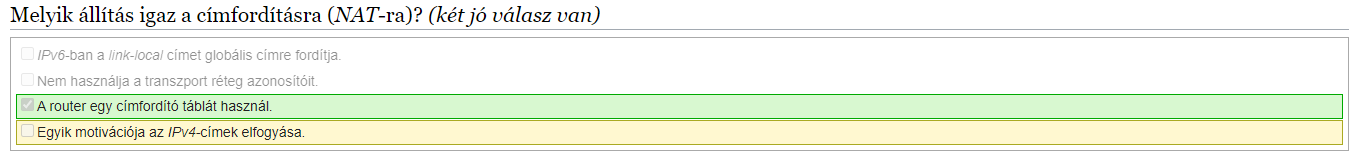 Melyik állítás igaz a címfordításra (NAT-ra)? (két jó válasz van)
IPv6-ban a link-local címet globális címre fordítja.
Nem használja a transzport réteg azonosítóit.
A router egy címfordító táblát használ.
Egyik motivációja az IPv4-címek elfogyása.